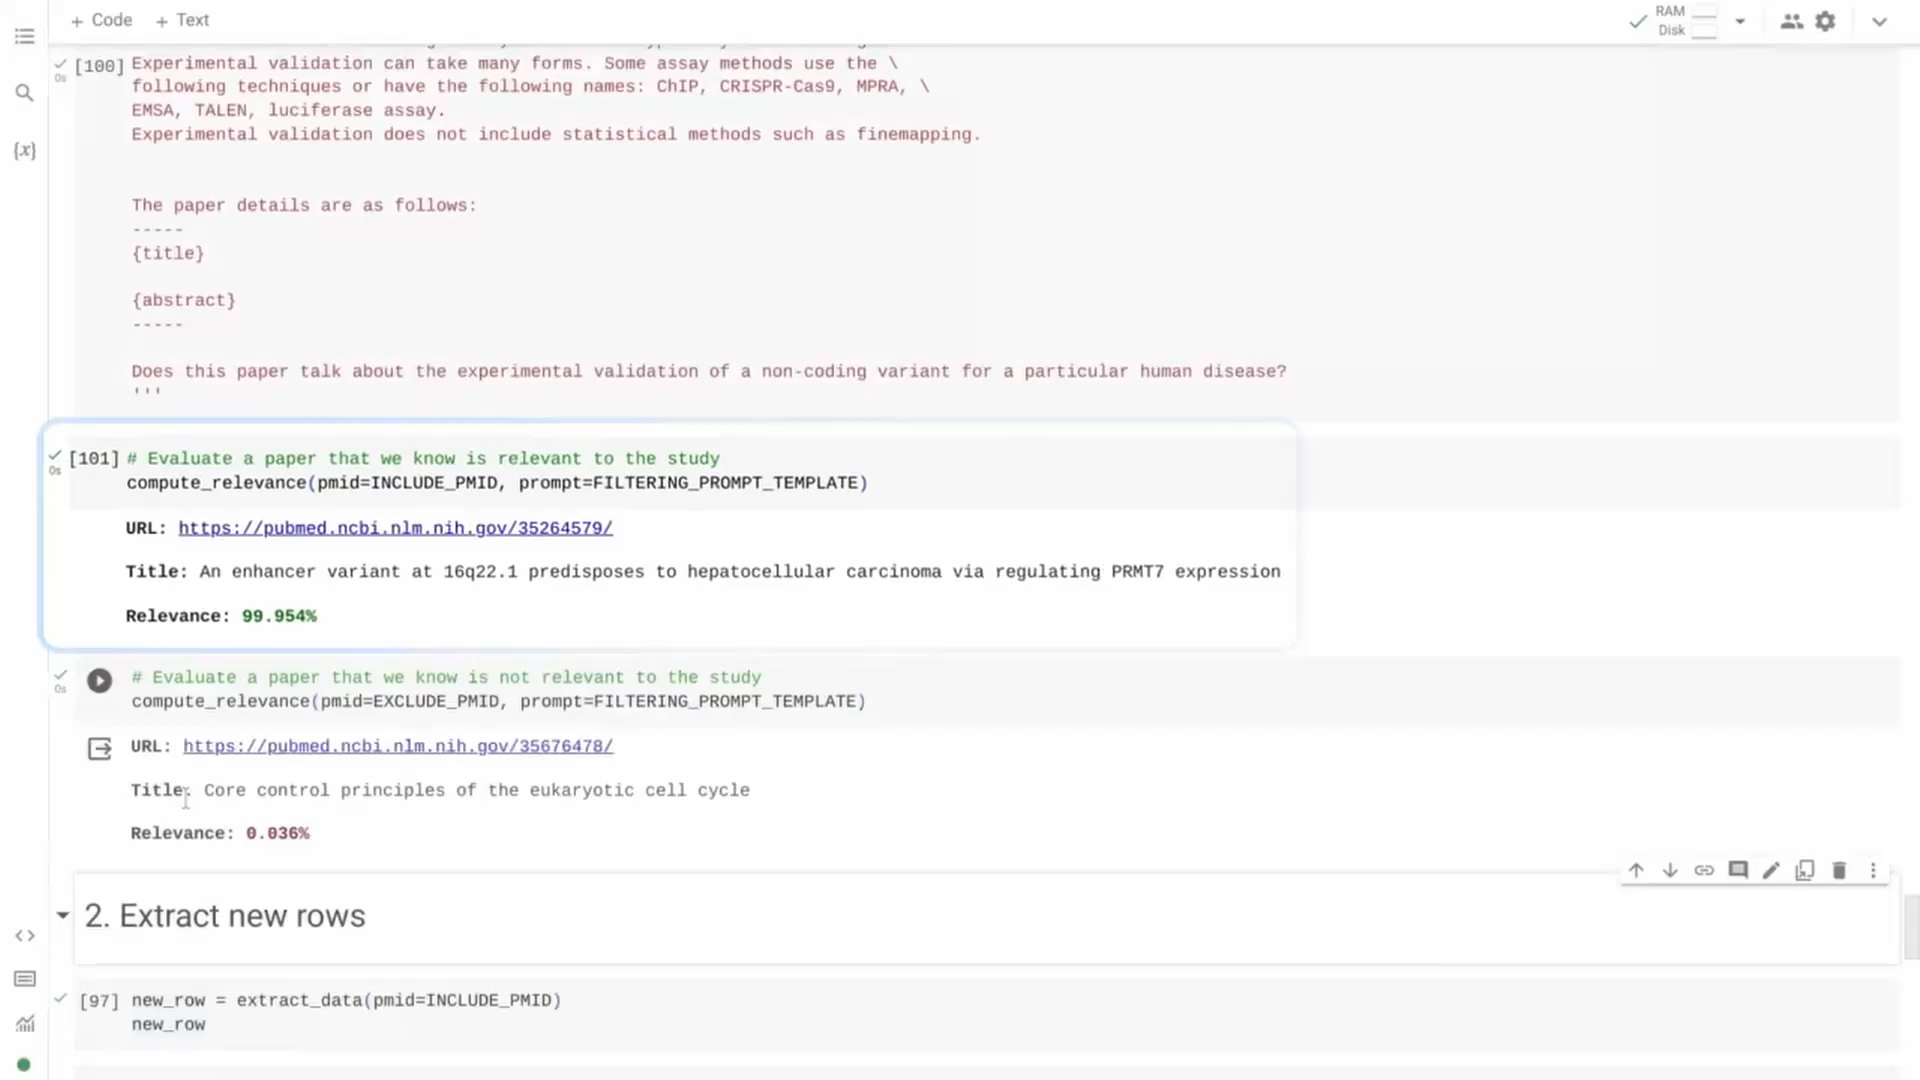 + Code + Text
RAM
Disk
[100] Experimental validation can take many forms. Some assay methods use the \
following techniques or have the following names: ChIP, CRISPR-Cas9, MPRA, \
EMSA, TALEN, luciferase assay.
Experimental validation does not include statistical methods such as finemapping.
{x}
The paper details are as follows:
-----
{title}
{abstract}
-----
Does this paper talk about the experimental validation of a non-coding variant for a particular human disease?
'''
0s
[101] # Evaluate a paper that we know is relevant to the study
0s
compute_relevance(pmid=INCLUDE_PMID, prompt=FILTERING_PROMPT_TEMPLATE)
URL: https://pubmed.ncbi.nlm.nih.gov/35264579/
Title: An enhancer variant at 16q22.1 predisposes to hepatocellular carcinoma via regulating PRMT7 expression
Relevance: 99.954%
# Evaluate a paper that we know is not relevant to the study
0s
compute_relevance(pmid=EXCLUDE_PMID, prompt=FILTERING_PROMPT_TEMPLATE)
URL: https://pubmed.ncbi.nlm.nih.gov/35676478/
Title: Core control principles of the eukaryotic cell cycle
Relevance: 0.036%
2. Extract new rows
[97] new_row = extract_data(pmid=INCLUDE_PMID)
new_row